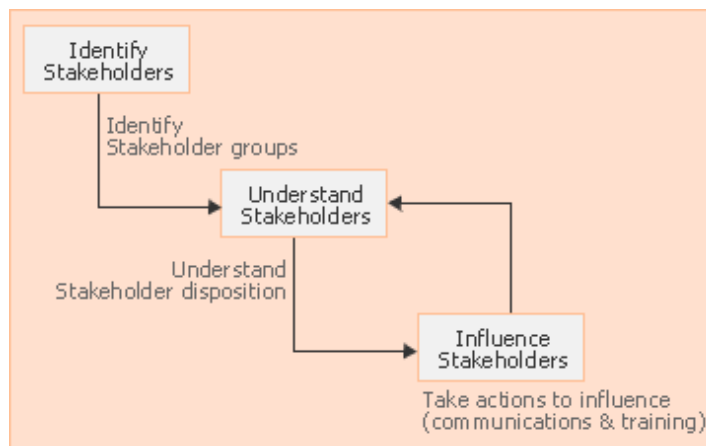 Identify
Stakeholders
Identify
Stakeholder groups
Understand
Stakeholders
Understand
Stakeholder disposition
Influence
Stakeholders
Take actions to influence
(communications & training)